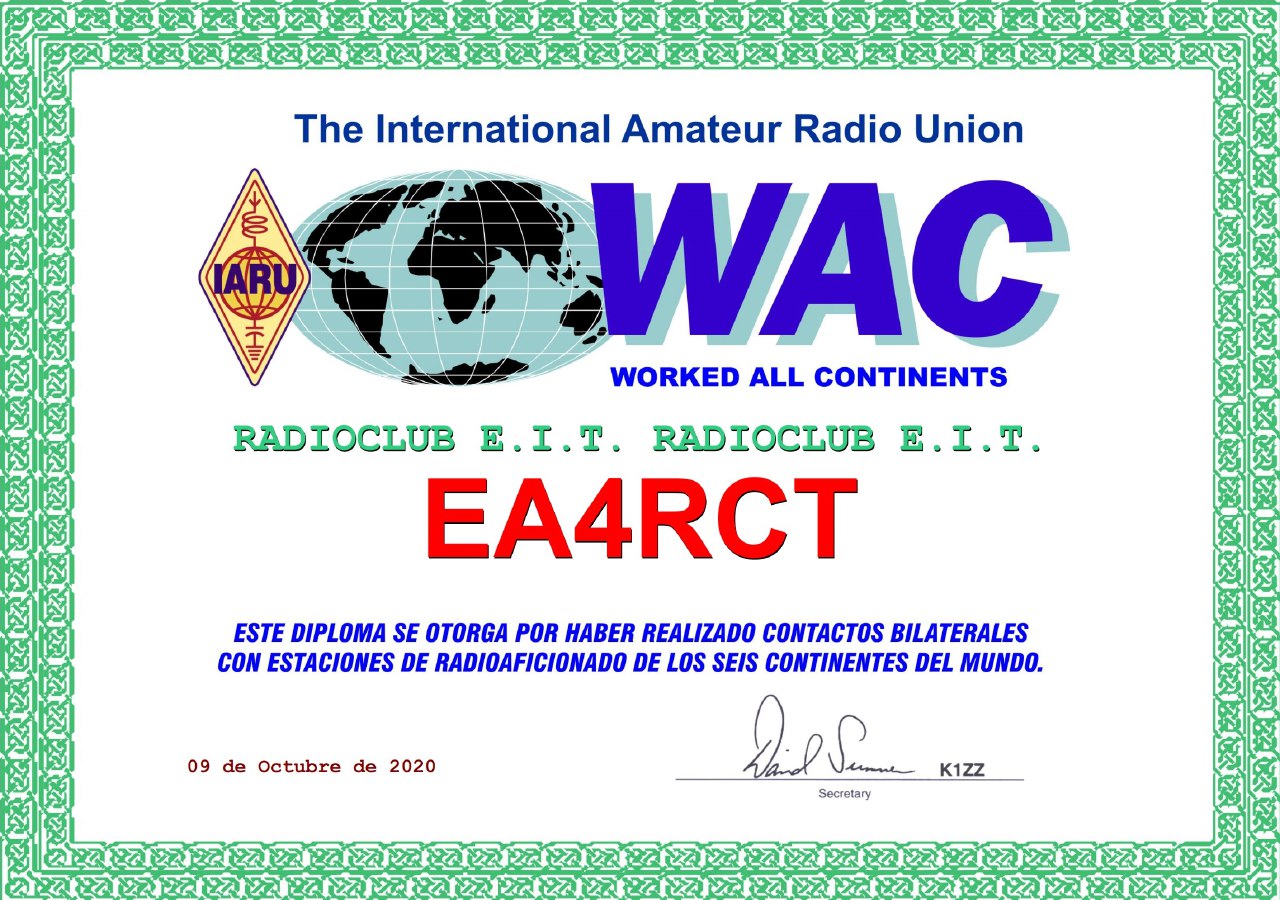 The International Amateur Radio Union
IARU
WAC
WORKED ALL CONTINENTS
RADIOCLUB E.I.T. RADIOCLUB E.I.T.
EA4RCT
ESTE DIPLOMA SE OTORGA POR HABER REALIZADO CONTACTOS BILATERALES
CON ESTACIONES DE RADIOAFICIONADO DE LOS SEIS CONTINENTES DEL MUNDO.
09 de Octubre de 2020
David Sumner K1ZZ
Secretary